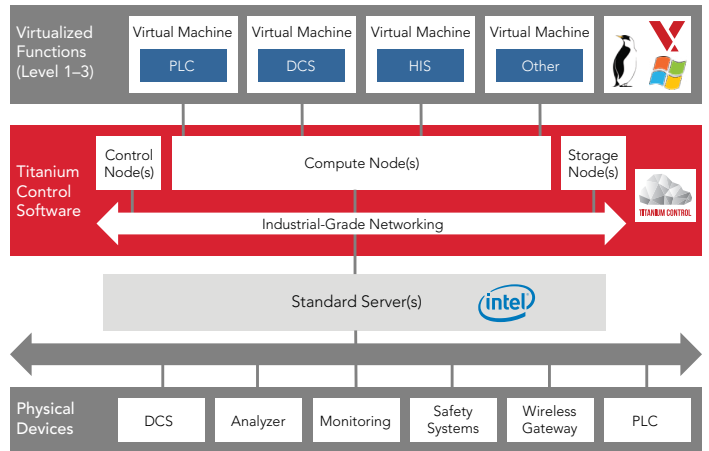 Virtualized
Functions
(Level 1–3)
Virtual Machine
PLC
Virtual Machine
DCS
Virtual Machine
HIS
Virtual Machine
Other
Titanium
Control
Software
Control
Node(s)
Compute Node(s)
Storage
Node(s)
TITANIUM CONTROL
Industrial-Grade Networking
Standard Server(s)
intel
Physical
Devices
DCS
Analyzer
Monitoring
Safety
Systems
Wireless
Gateway
PLC